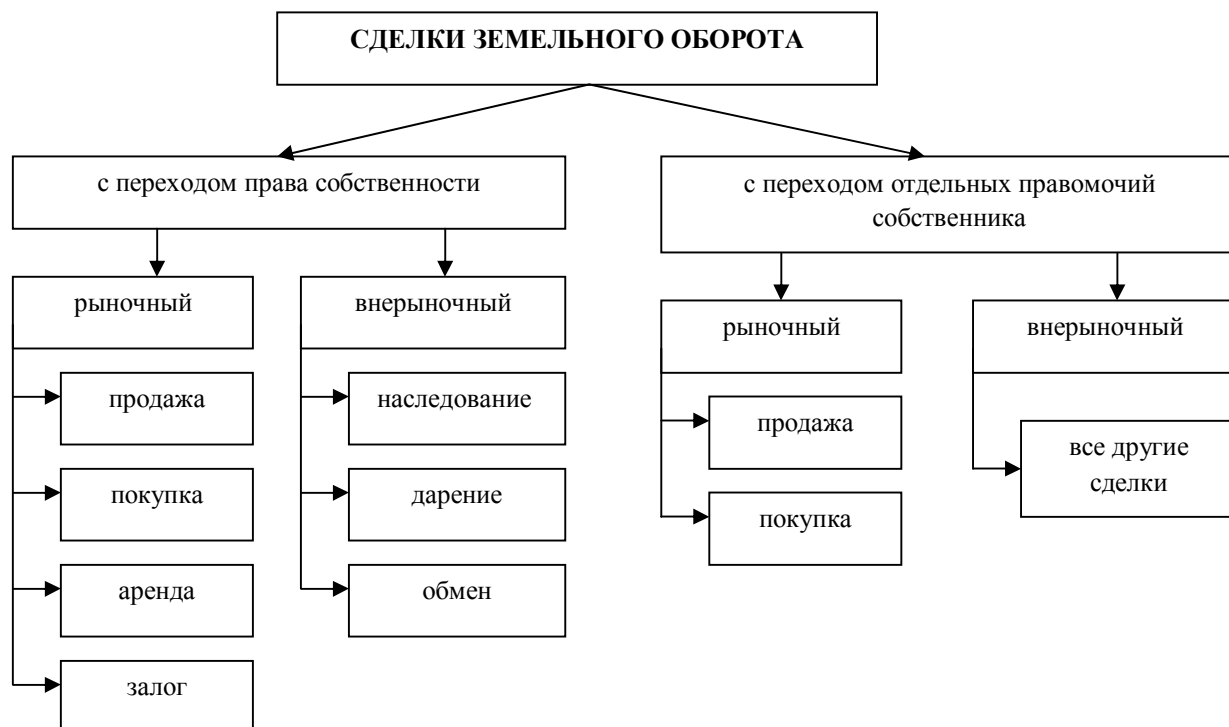 СДЕЛКИ ЗЕМЕЛЬНОГО ОБОРОТА
с переходом права собственности
рыночный
продажа
покупка
аренда
залог
внерыночный
наследование
дарение
обмен
с переходом отдельных правомочий
собственника
рыночный
продажа
покупка
внерыночный
все другие
сделки